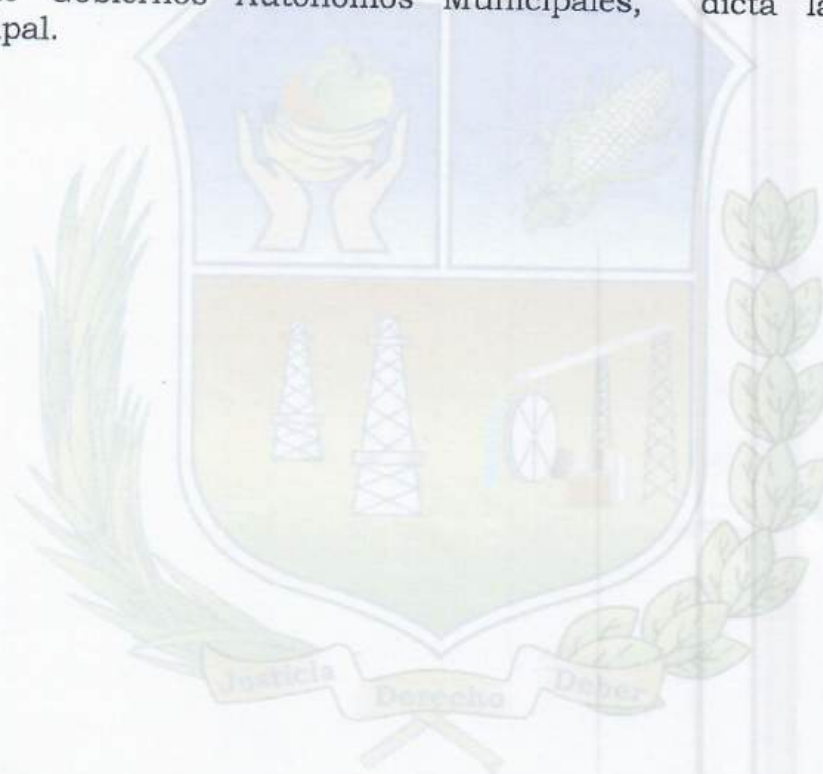 Gobiernos Autónomos Municipales, dicta la
pal.
Justicia
Derecho
Deber